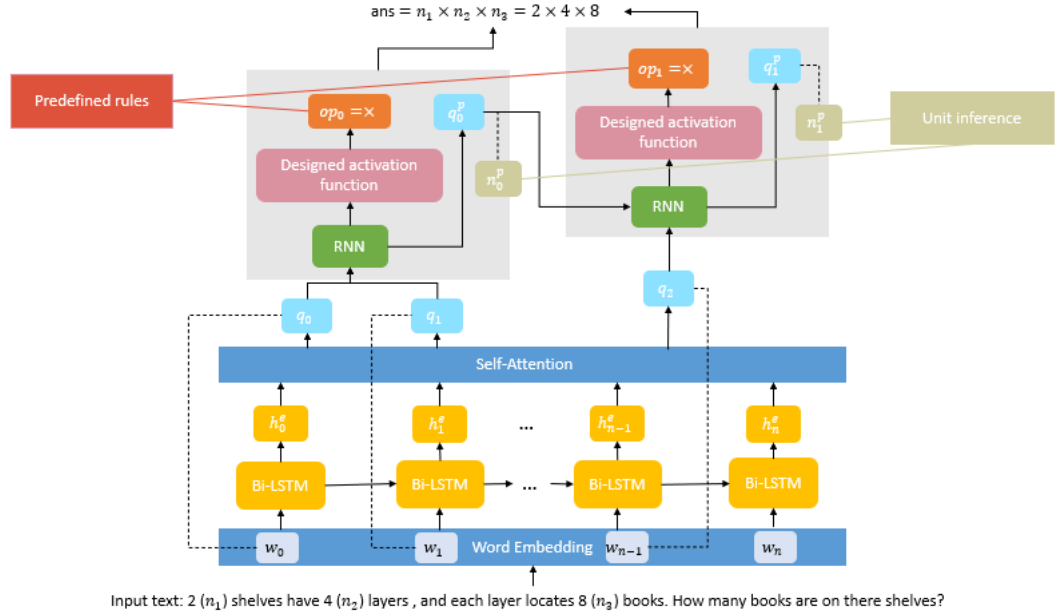 ans = n₁ × n₂ × n₃ = 2 × 4 × 8
Predefined rules
op₀ =×
q₀ᵖ
op₁ =×
q₁ᵖ
Unit inference
Designed activation
function
n₀ᵖ
Designed activation
function
n₁ᵖ
RNN
RNN
q₀
q₁
q₂
Self-Attention
h₀ᵉ
h₁ᵉ
...
hₙ₋₁ᵉ
hₙᵉ
Bi-LSTM
Bi-LSTM
...
Bi-LSTM
Bi-LSTM
w₀
w₁
Word Embedding
wₙ₋₁
wₙ
Input text: 2 (n₁) shelves have 4 (n₂) layers , and each layer locates 8 (n₃) books. How many books are on there shelves?